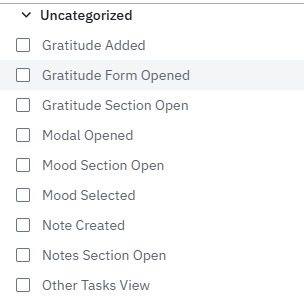 Uncategorized
Gratitude Added
Gratitude Form Opened
Gratitude Section Open
Modal Opened
Mood Section Open
Mood Selected
Note Created
Notes Section Open
Other Tasks View